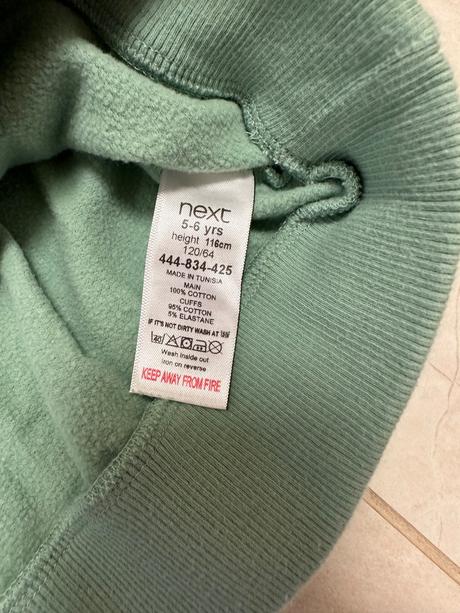 next
5-6 yrs
height 116cm
120/64
444-834-425
MADE IN TUNISIA
MAIN
100% COTTON
CUFFS
95% COTTON
5% ELASTANE
IF IT'S NOT DIRTY WASH AT
40
Wash inside out
iron on reverse
KEEP AWAY FROM FIRE